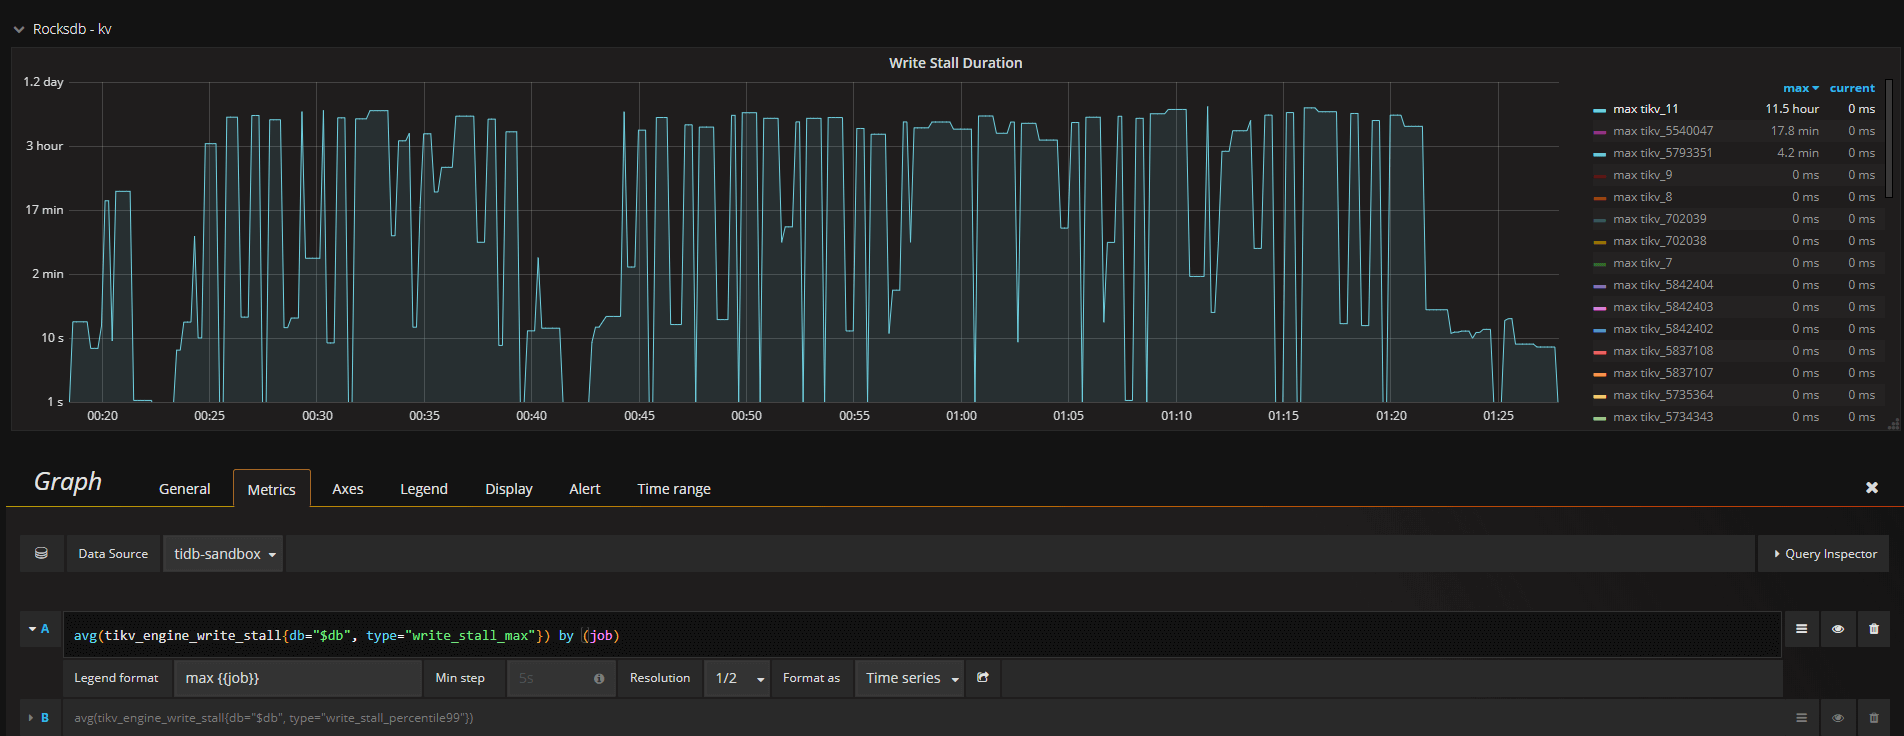 Rocksdb - kv
Write Stall Duration
1.2 day
3 hour
17 min
2 min
10 s
1 s
00:20 00:25 00:30 00:35 00:40 00:45 00:50 00:55 01:00 01:05 01:10 01:15 01:20 01:25
max current
max tikv_11 11.5 hour 0 ms
max tikv_5540047 17.8 min 0 ms
max tikv_5793351 4.2 min 0 ms
max tikv_9 0 ms 0 ms
max tikv_8 0 ms 0 ms
max tikv_702039 0 ms 0 ms
max tikv_702038 0 ms 0 ms
max tikv_7 0 ms 0 ms
max tikv_5842404 0 ms 0 ms
max tikv_5842403 0 ms 0 ms
max tikv_5842402 0 ms 0 ms
max tikv_5837108 0 ms 0 ms
max tikv_5837107 0 ms 0 ms
max tikv_5735364 0 ms 0 ms
max tikv_5734343 0 ms 0 ms
Graph General Metrics Axes Legend Display Alert Time range
Data Source tidb-sandbox Query Inspector
A avg(tikv_engine_write_stall{db="$db", type="write_stall_max"}) by (job)
Legend format max {{job}} Min step 5s Resolution 1/2 Format as Time series
B avg(tikv_engine_write_stall{db="$db", type="write_stall_percentile99"})